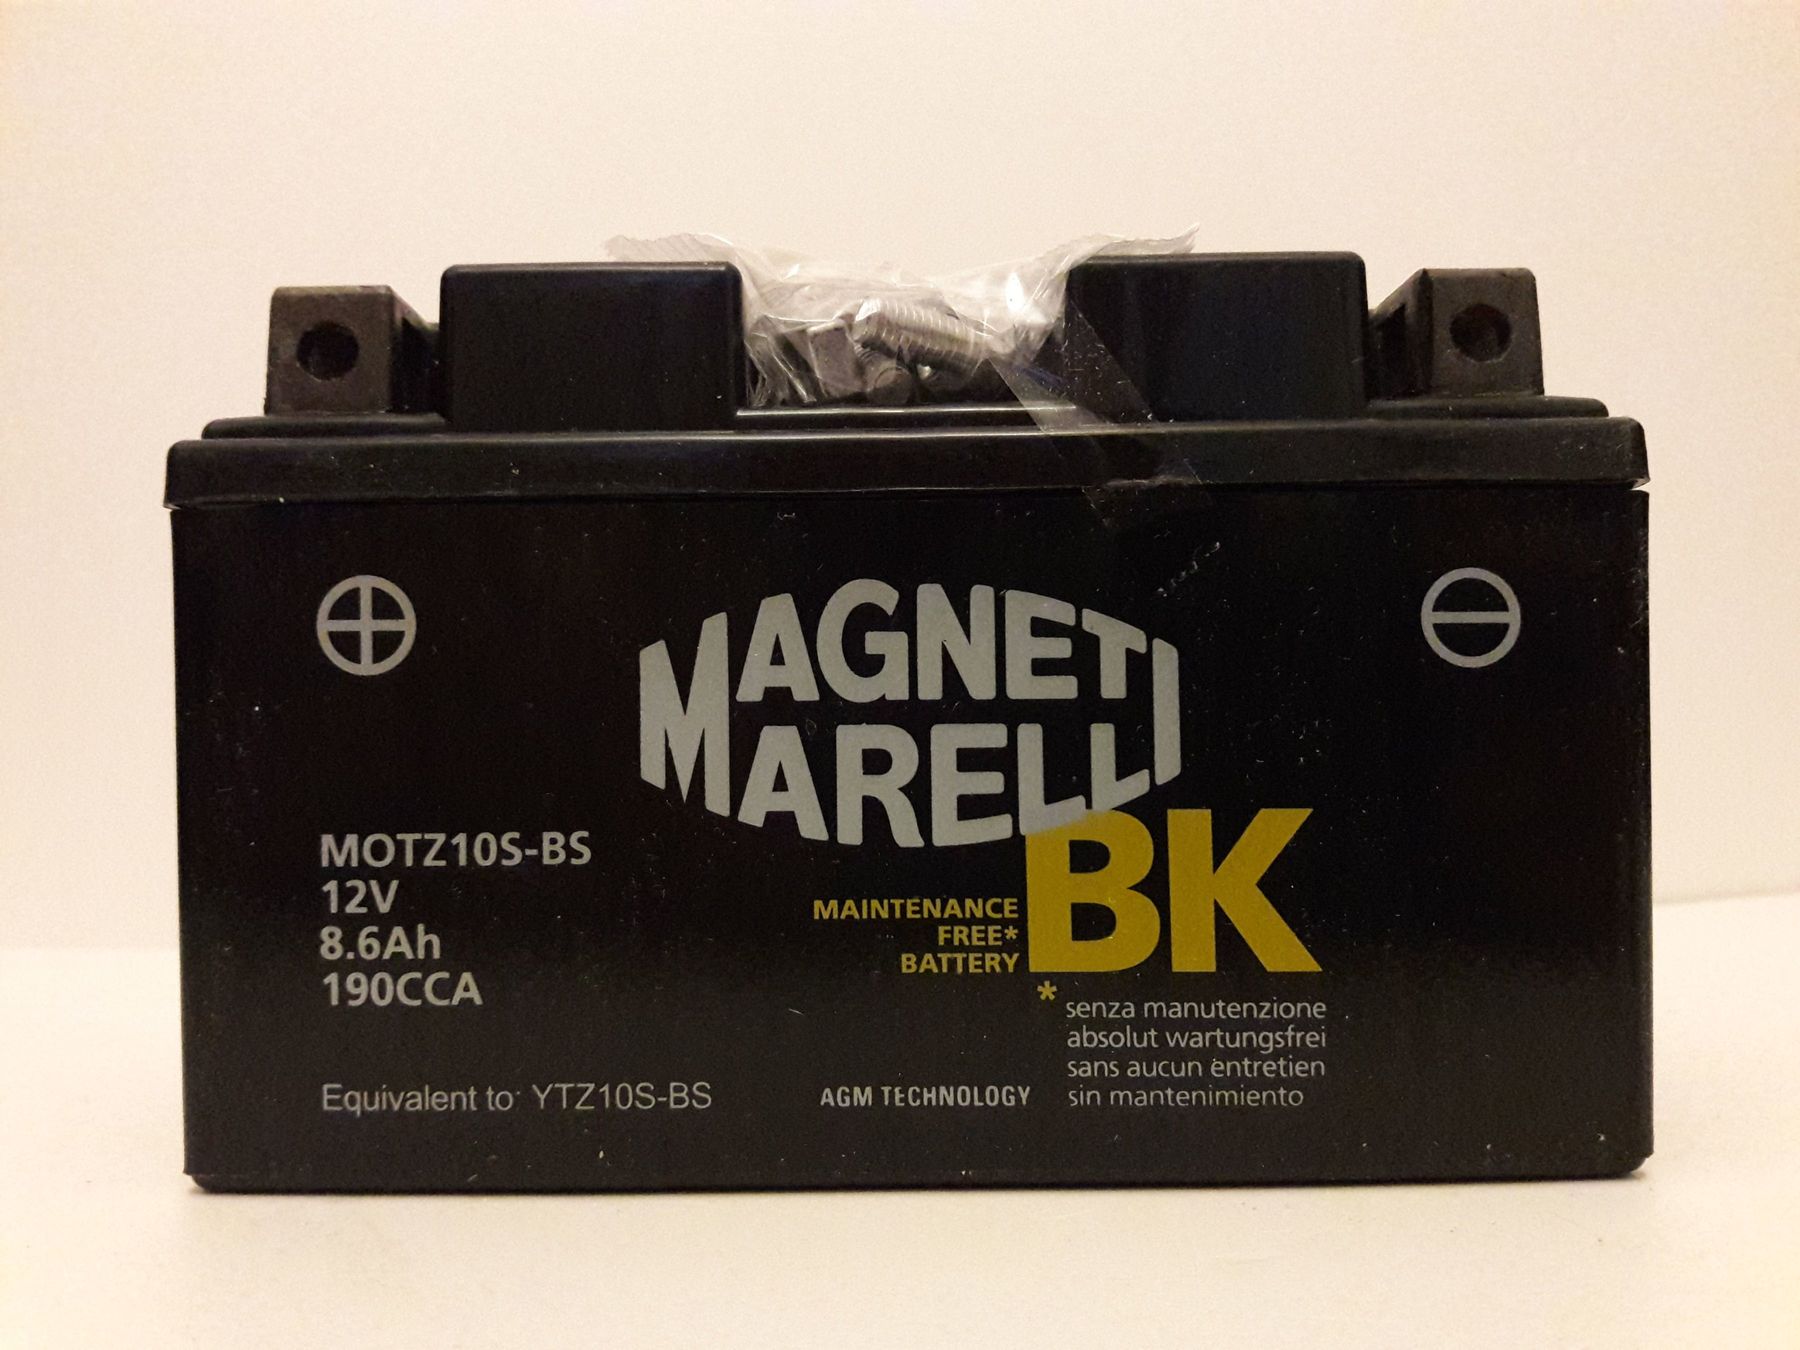 MAGNETI
MARELLI
MOTZ10S-BS
12V
8.6Ah
190CCA
BK
MAINTENANCE
FREE*
BATTERY
* senza manutenzione
absolut wartungsfrei
sans aucun entretien
sin mantenimiento
Equivalent to: YTZ10S-BS
AGM TECHNOLOGY